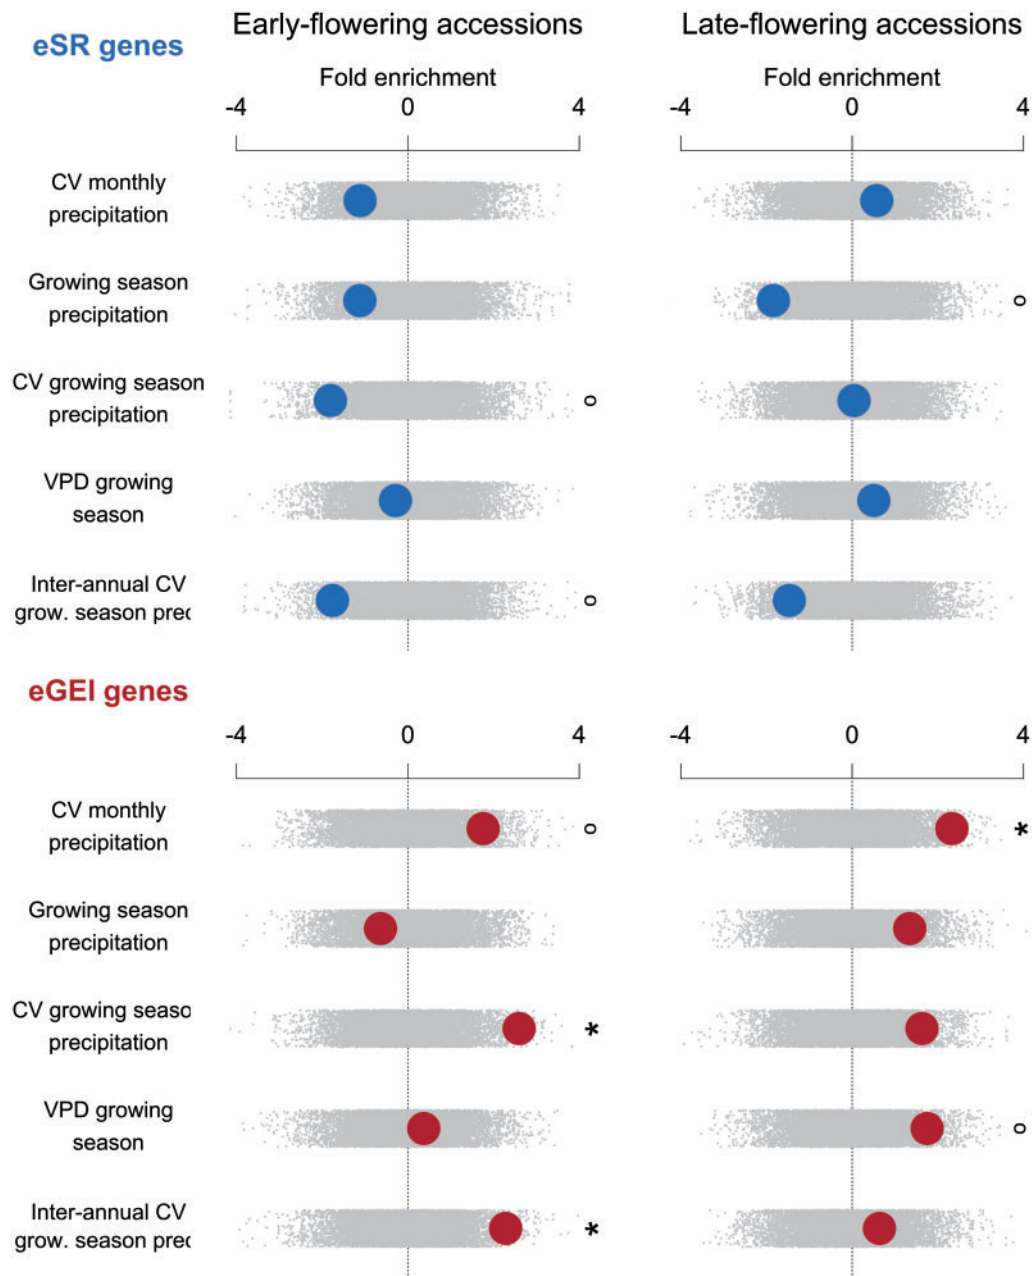 Early-flowering accessions Late-flowering accessions
eSR genes
Fold enrichment Fold enrichment
-4 0 4 -4 0 4
CV monthly
precipitation
Growing season
precipitation
o
CV growing season
precipitation
o
VPD growing
season
Inter-annual CV
grow. season prec
o
eGEI genes
-4 0 4 -4 0 4
CV monthly
precipitation
o *
Growing season
precipitation
CV growing seaso
precipitation
*
VPD growing
season
o
Inter-annual CV
grow. season prec
*